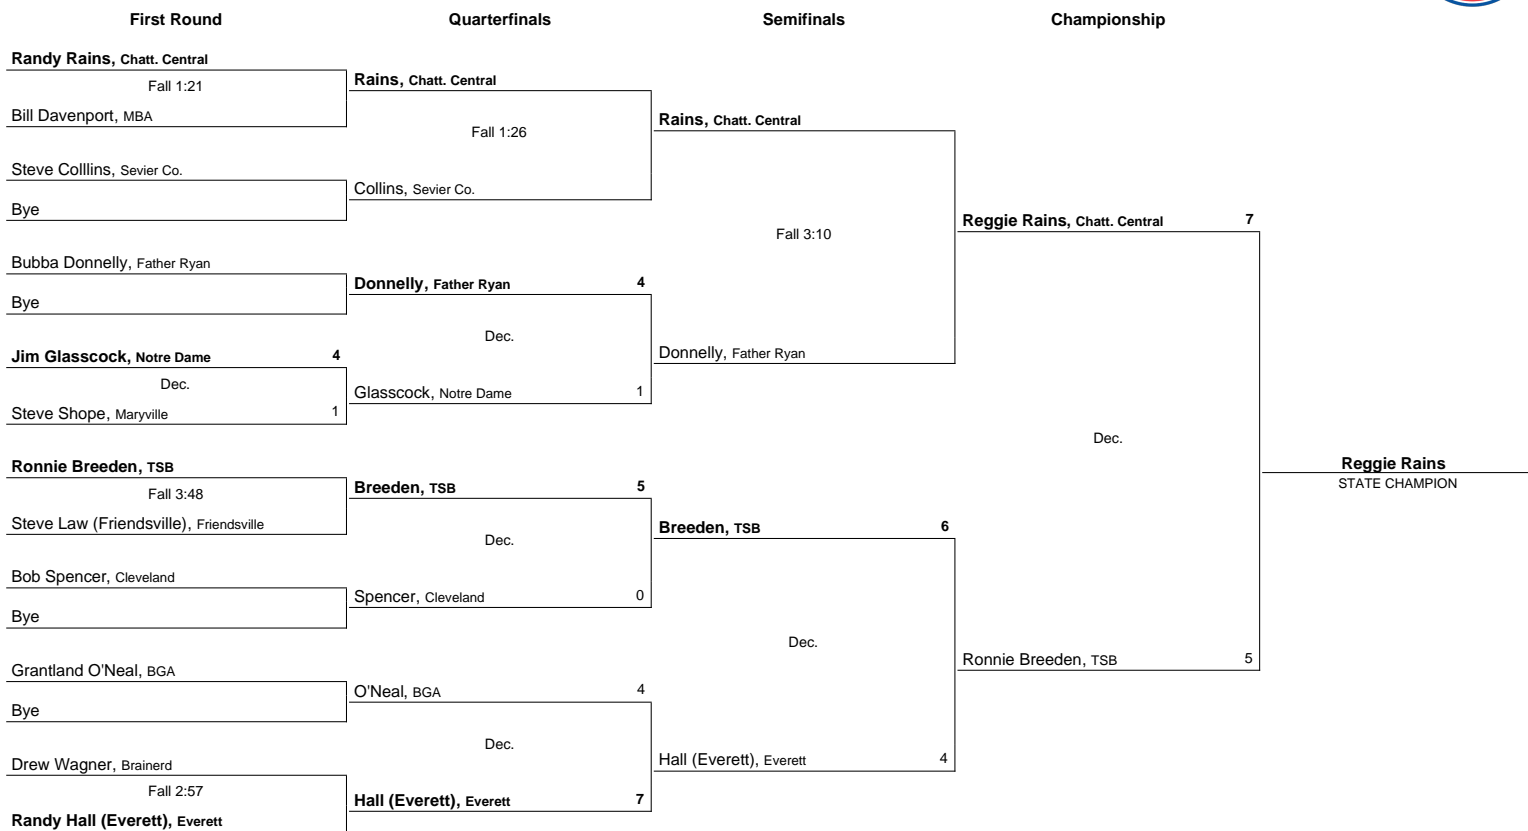 First Round Quarterfinals Semifinals Championship
Randy Rains, Chatt. Central
Fall 1:21
Bill Davenport, MBA
Steve Colllins, Sevier Co.
Bye
Bubba Donnelly, Father Ryan
Bye
Jim Glasscock, Notre Dame 4
Dec.
Steve Shope, Maryville 1
Ronnie Breeden, TSB
Fall 3:48
Steve Law (Friendsville), Friendsville
Bob Spencer, Cleveland
Bye
Grantland O'Neal, BGA
Bye
Drew Wagner, Brainerd
Fall 2:57
Randy Hall (Everett), Everett
Rains, Chatt. Central
Fall 1:26
Collins, Sevier Co.
Donnelly, Father Ryan 4
Dec.
Glasscock, Notre Dame 1
Breeden, TSB 5
Dec.
Spencer, Cleveland 0
O'Neal, BGA 4
Dec.
Hall (Everett), Everett 7
Rains, Chatt. Central
Fall 3:10
Donnelly, Father Ryan
Breeden, TSB 6
Dec.
Hall (Everett), Everett 4
Reggie Rains, Chatt. Central 7
Dec.
Ronnie Breeden, TSB 5
Reggie Rains
STATE CHAMPION